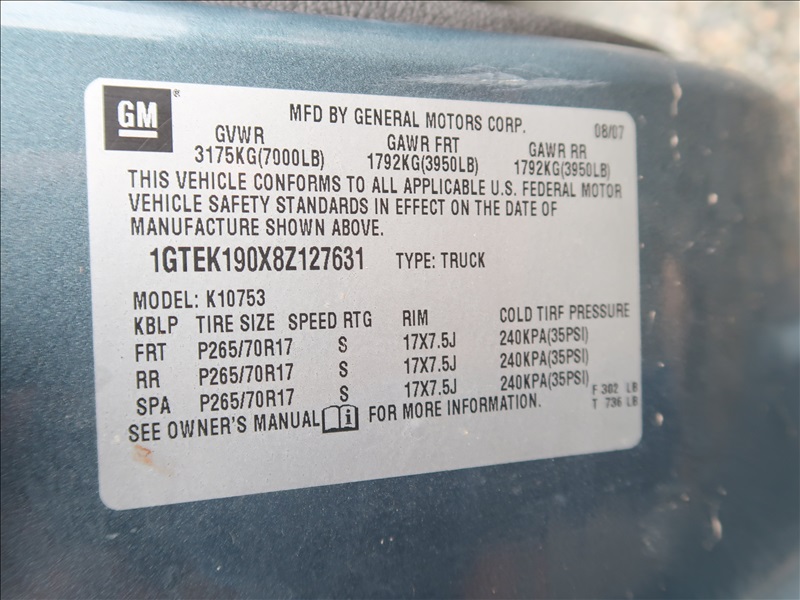 GM
MFD BY GENERAL MOTORS CORP. 08/07
GVWR GAWR FRT GAWR RR
3175KG(7000LB) 1792KG(3950LB) 1792KG(3950LB)
THIS VEHICLE CONFORMS TO ALL APPLICABLE U.S. FEDERAL MOTOR
VEHICLE SAFETY STANDARDS IN EFFECT ON THE DATE OF
MANUFACTURE SHOWN ABOVE.
1GTEK190X8Z127631 TYPE: TRUCK
MODEL: K10753
KBLP TIRE SIZE SPEED RTG RIM COLD TIRF PRESSURE
FRT P265/70R17 S 17X7.5J 240KPA(35PSI)
RR P265/70R17 S 17X7.5J 240KPA(35PSI)
SPA P265/70R17 S 17X7.5J 240KPA(35PSI)
F 302 LB
T 736 LB
SEE OWNER'S MANUAL i FOR MORE INFORMATION.